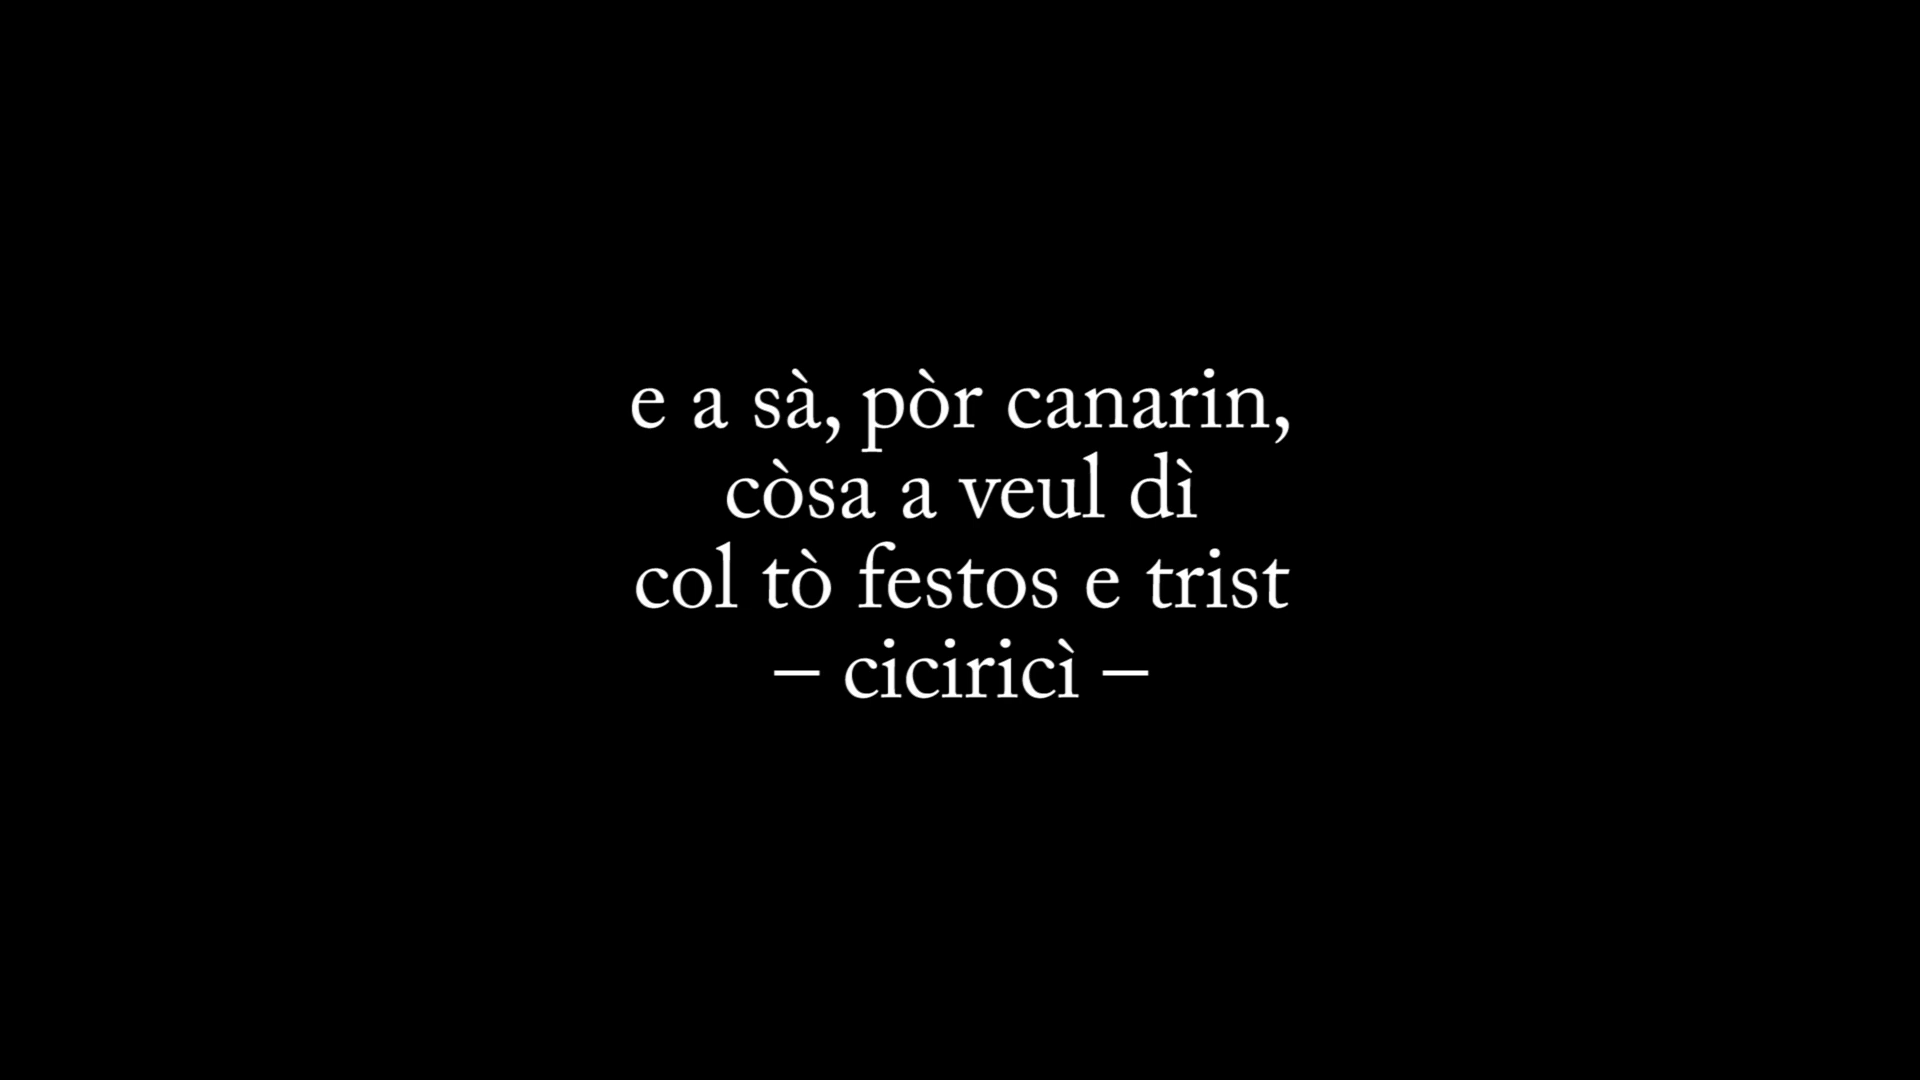 e a sà, pòr canarin,
còsa a veul dì
col tò festos e trist
– ciciricì –